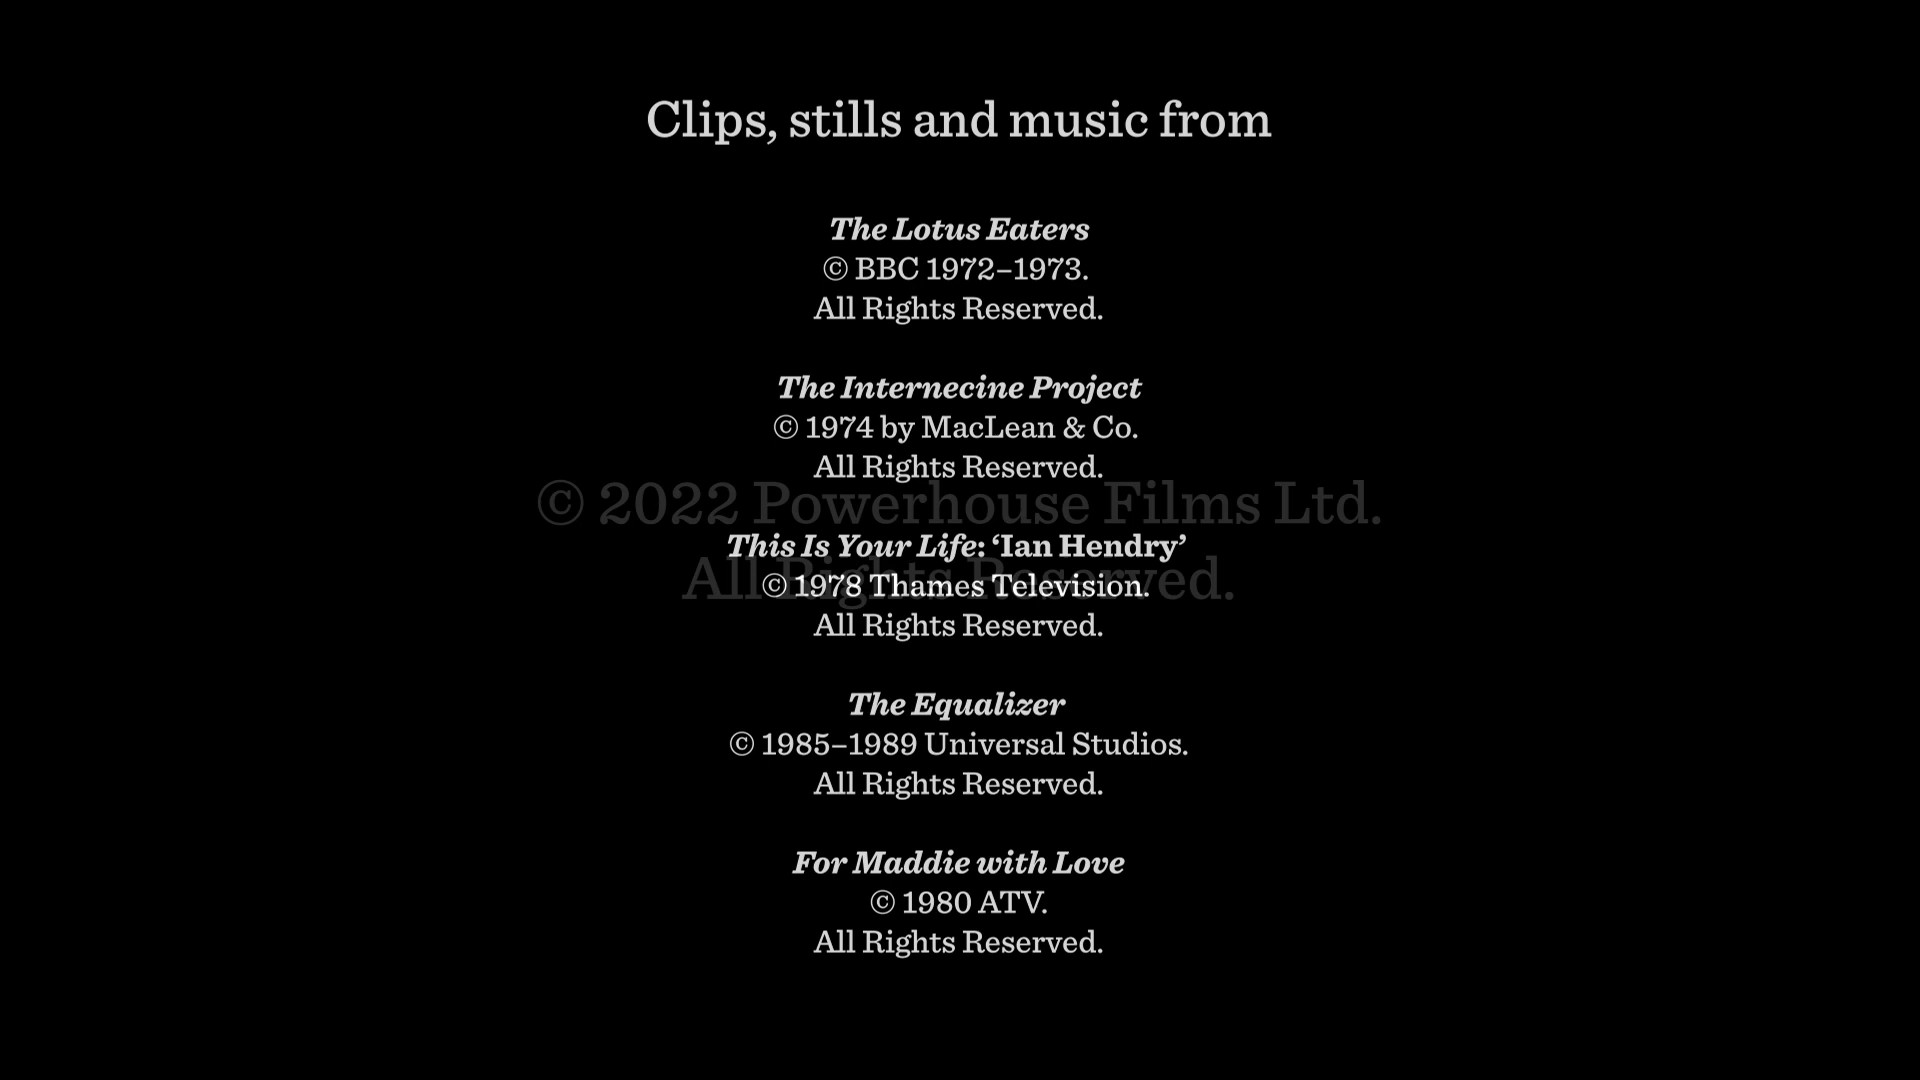 Clips, stills and music from
The Lotus Eaters
© BBC 1972–1973.
All Rights Reserved.
The Internecine Project
© 1974 by MacLean & Co.
All Rights Reserved.
© 2022 Powerhouse Films Ltd.
All Rights Reserved.
This Is Your Life: ‘Ian Hendry’
© 1978 Thames Television.
All Rights Reserved.
The Equalizer
© 1985–1989 Universal Studios.
All Rights Reserved.
For Maddie with Love
© 1980 ATV.
All Rights Reserved.